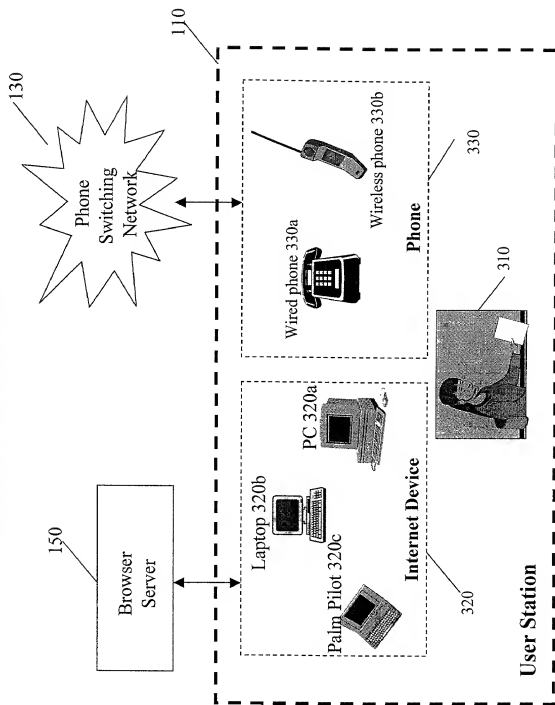 110
130
Phone
Switching
Network
150
Browser
Server
Wired phone 330a
Wireless phone 330b
Phone
330
Laptop 320b
PC 320a
Palm Pilot 320c
Internet Device
320
310
User Station